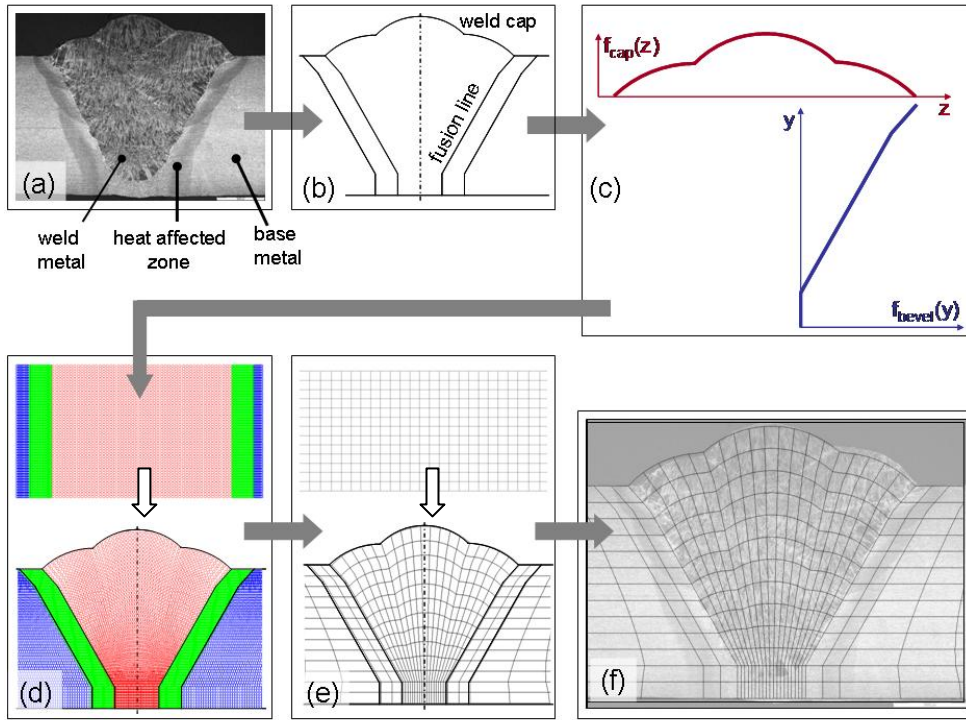 (a)
weld
metal
heat affected
zone
base
metal
weld cap
fusion line
(b)
f_cap(z)
z
y
(c)
f_bevel(y)
(d)
(e)
(f)